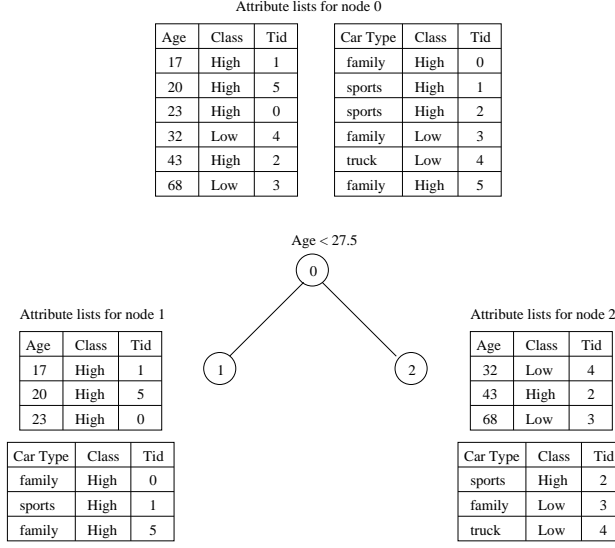 Attribute lists for node 0
Age Class Tid
17 High 1
20 High 5
23 High 0
32 Low 4
43 High 2
68 Low 3
Car Type Class Tid
family High 0
sports High 1
sports High 2
family Low 3
truck Low 4
family High 5
Age < 27.5
0
1
2
Attribute lists for node 1
Age Class Tid
17 High 1
20 High 5
23 High 0
Car Type Class Tid
family High 0
sports High 1
family High 5
Attribute lists for node 2
Age Class Tid
32 Low 4
43 High 2
68 Low 3
Car Type Class Tid
sports High 2
family Low 3
truck Low 4